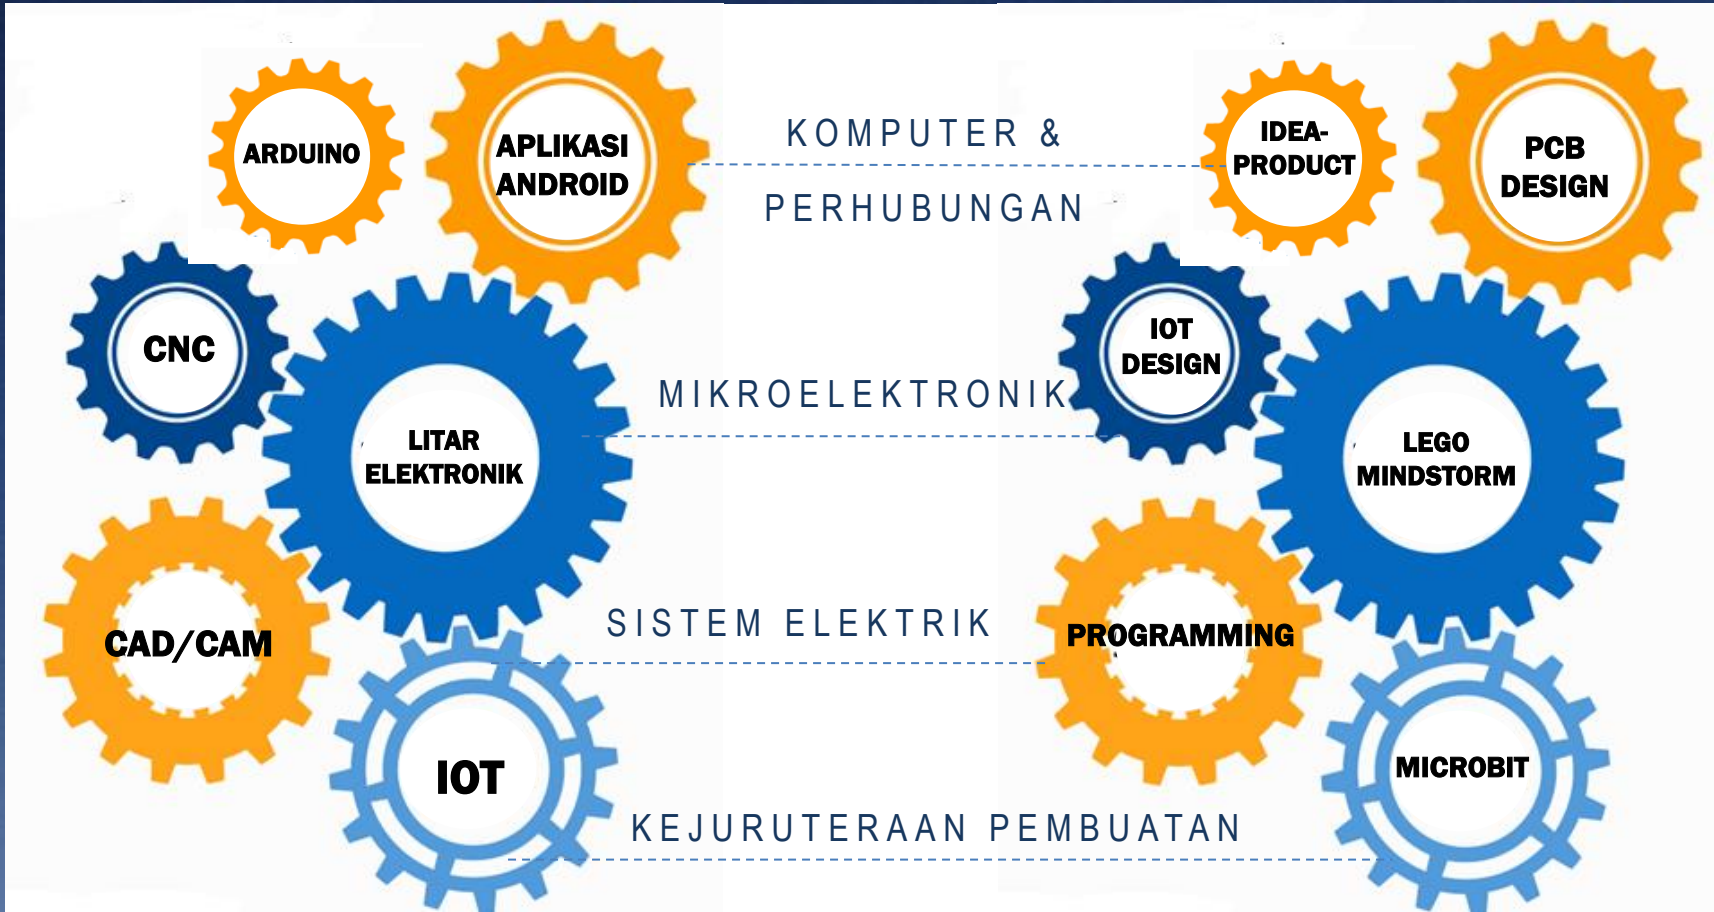 ARDUINO
APLIKASI
ANDROID
KOMPUTER &
PERHUBUNGAN
IDEA-
PRODUCT
PCB
DESIGN
CNC
LITAR
ELEKTRONIK
MIKROELEKTRONIK
IOT
DESIGN
LEGO
MINDSTORM
CAD/CAM
IOT
SISTEM ELEKTRIK
PROGRAMMING
MICROBIT
KEJURUTERAAN PEMBUATAN